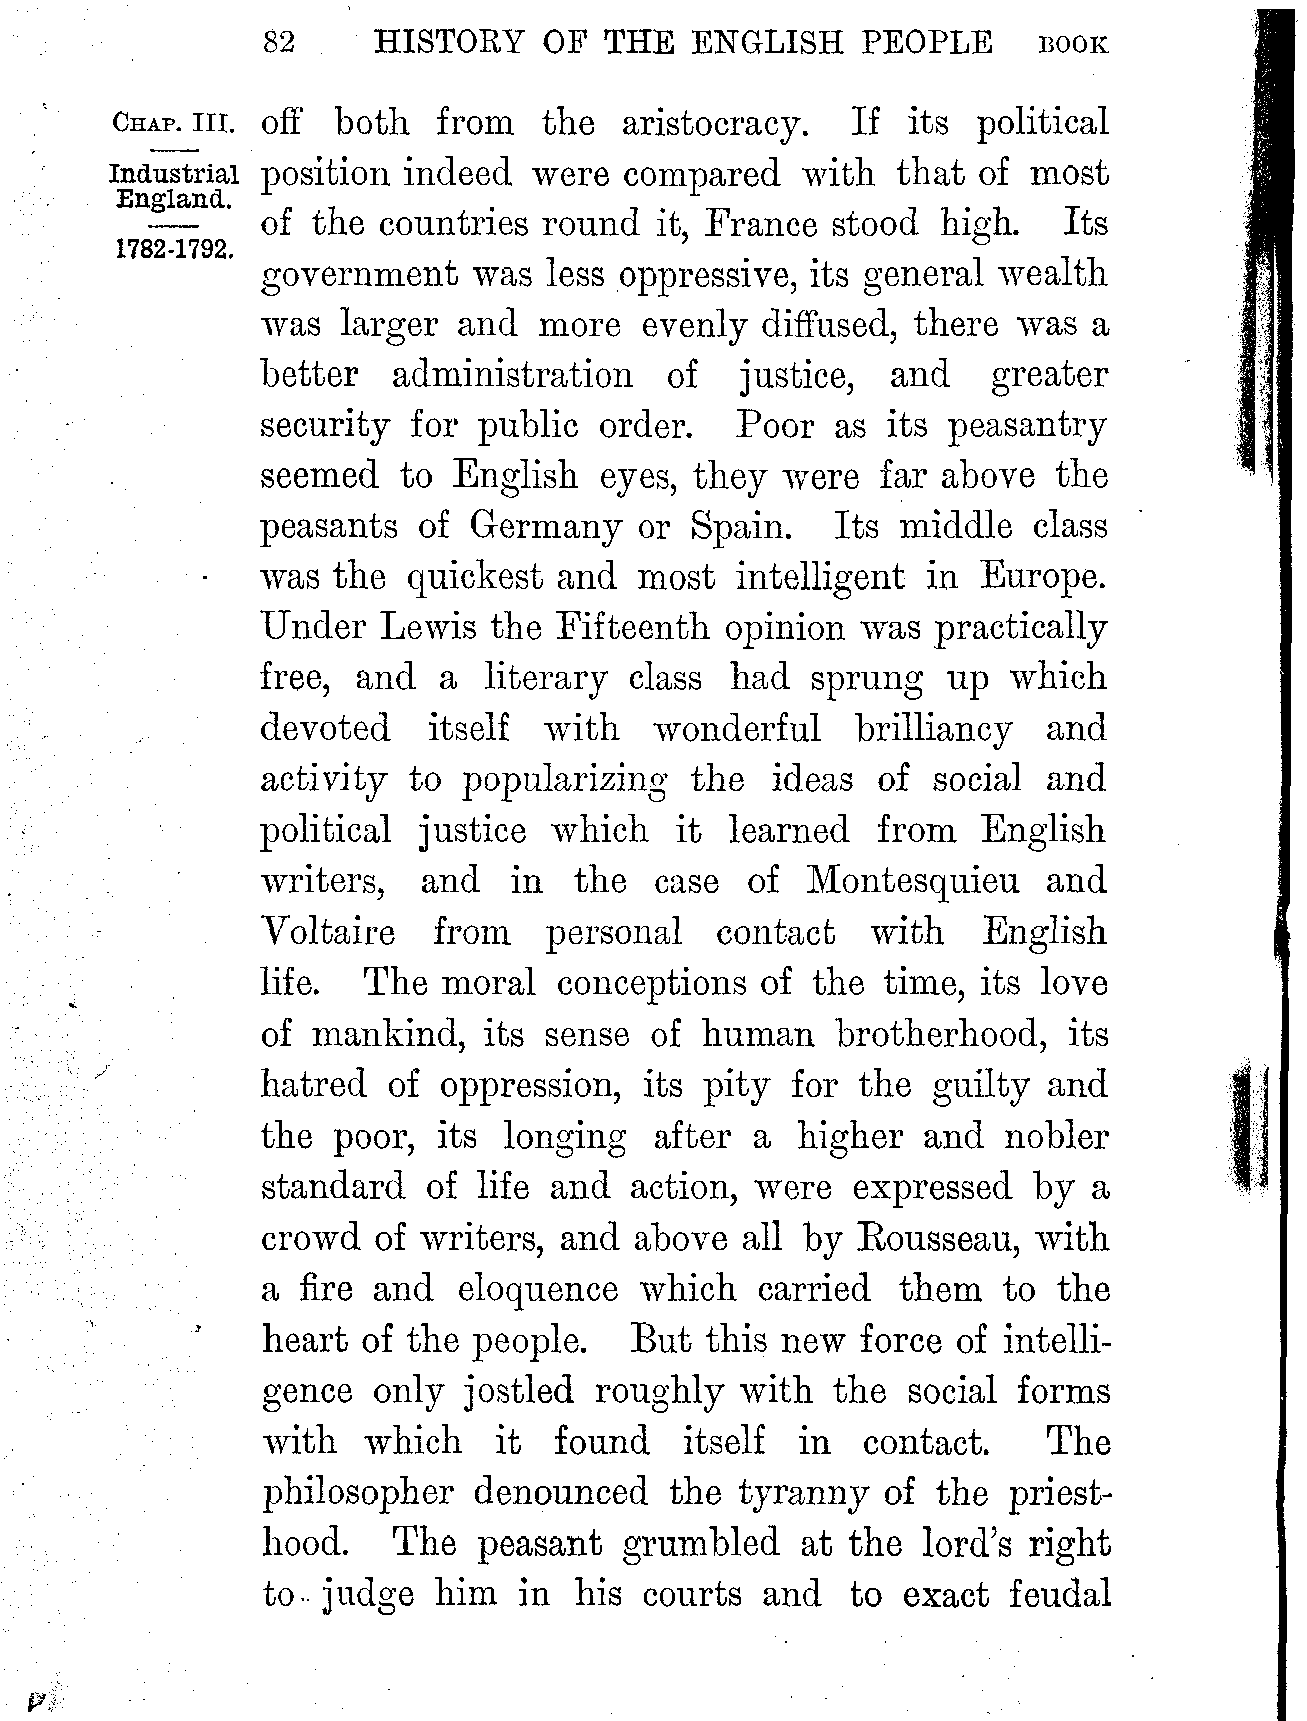 82 HISTORY OF THE ENGLISH PEOPLE BOOK
CHAP. III.
Industrial
England.
1782-1792.
off both from the aristocracy. If its political
position indeed were compared with that of most
of the countries round it, France stood high. Its
government was less oppressive, its general wealth
was larger and more evenly diffused, there was a
better administration of justice, and greater
security for public order. Poor as its peasantry
seemed to English eyes, they were far above the
peasants of Germany or Spain. Its middle class
was the quickest and most intelligent in Europe.
Under Lewis the Fifteenth opinion was practically
free, and a literary class had sprung up which
devoted itself with wonderful brilliancy and
activity to popularizing the ideas of social and
political justice which it learned from English
writers, and in the case of Montesquieu and
Voltaire from personal contact with English
life. The moral conceptions of the time, its love
of mankind, its sense of human brotherhood, its
hatred of oppression, its pity for the guilty and
the poor, its longing after a higher and nobler
standard of life and action, were expressed by a
crowd of writers, and above all by Rousseau, with
a fire and eloquence which carried them to the
heart of the people. But this new force of intelli-
gence only jostled roughly with the social forms
with which it found itself in contact. The
philosopher denounced the tyranny of the priest-
hood. The peasant grumbled at the lord's right
to judge him in his courts and to exact feudal